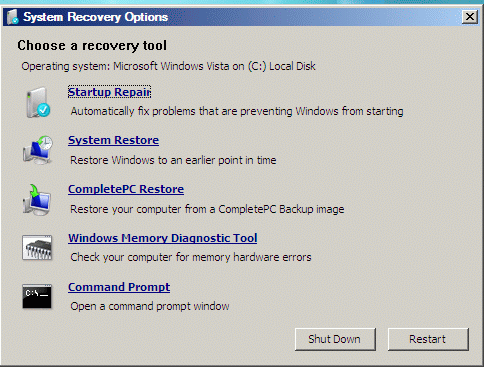 System Recovery Options
Choose a recovery tool
Operating system: Microsoft Windows Vista on (C:) Local Disk
Startup Repair
Automatically fix problems that are preventing Windows from starting
System Restore
Restore Windows to an earlier point in time
CompletePC Restore
Restore your computer from a CompletePC Backup image
Windows Memory Diagnostic Tool
Check your computer for memory hardware errors
C:\_
Command Prompt
Open a command prompt window
Shut Down
Restart